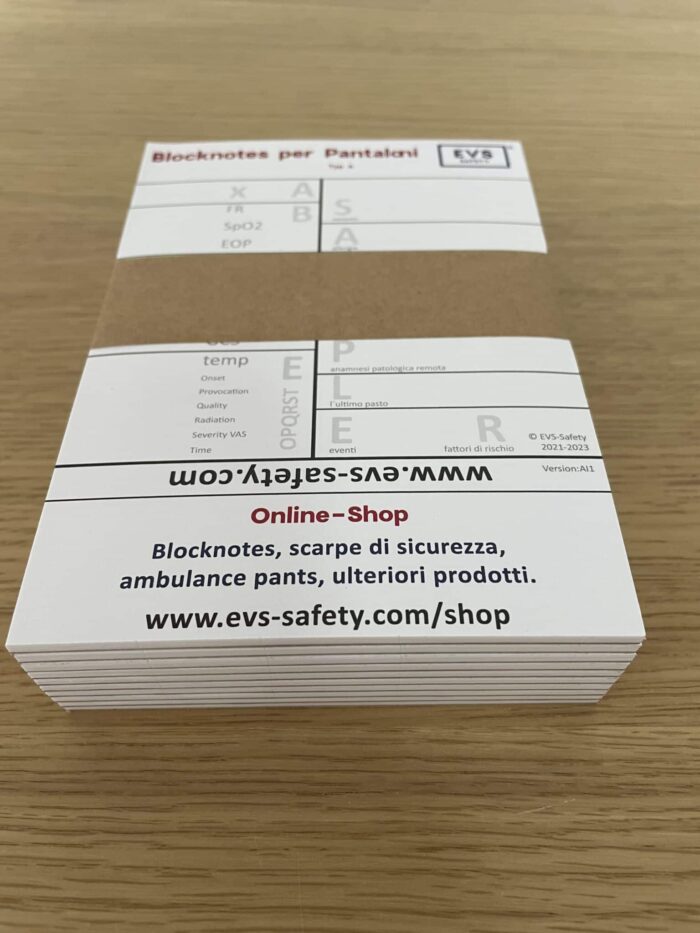 Blocknotes per Pantaloni
EVS
X A
S
FR B
SpO2
A
EOP
P
temp E
anamnesi patologica remota
Onset
L
Provocation
l'ultimo pasto
Quality
OPQRST
Radiation
E R
© EVS-Safety
2021-2023
Severity VAS
Time
eventi
fattori di rischio
www.evs-safety.com
Version:AI1
Online-Shop
Blocknotes, scarpe di sicurezza,
ambulance pants, ulteriori prodotti.
www.evs-safety.com/shop